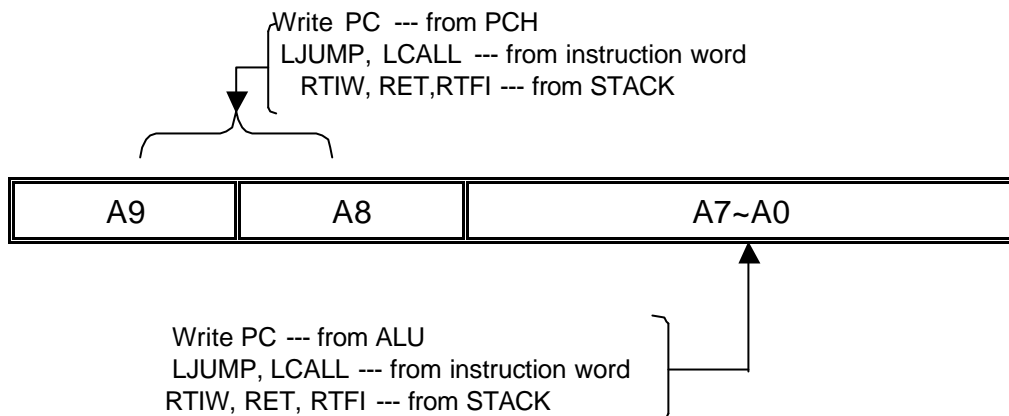 Write PC --- from PCH
LJUMP, LCALL --- from instruction word
RTIW, RET,RTFI --- from STACK
A9 A8 A7~A0
Write PC --- from ALU
LJUMP, LCALL --- from instruction word
RTIW, RET, RTFI --- from STACK